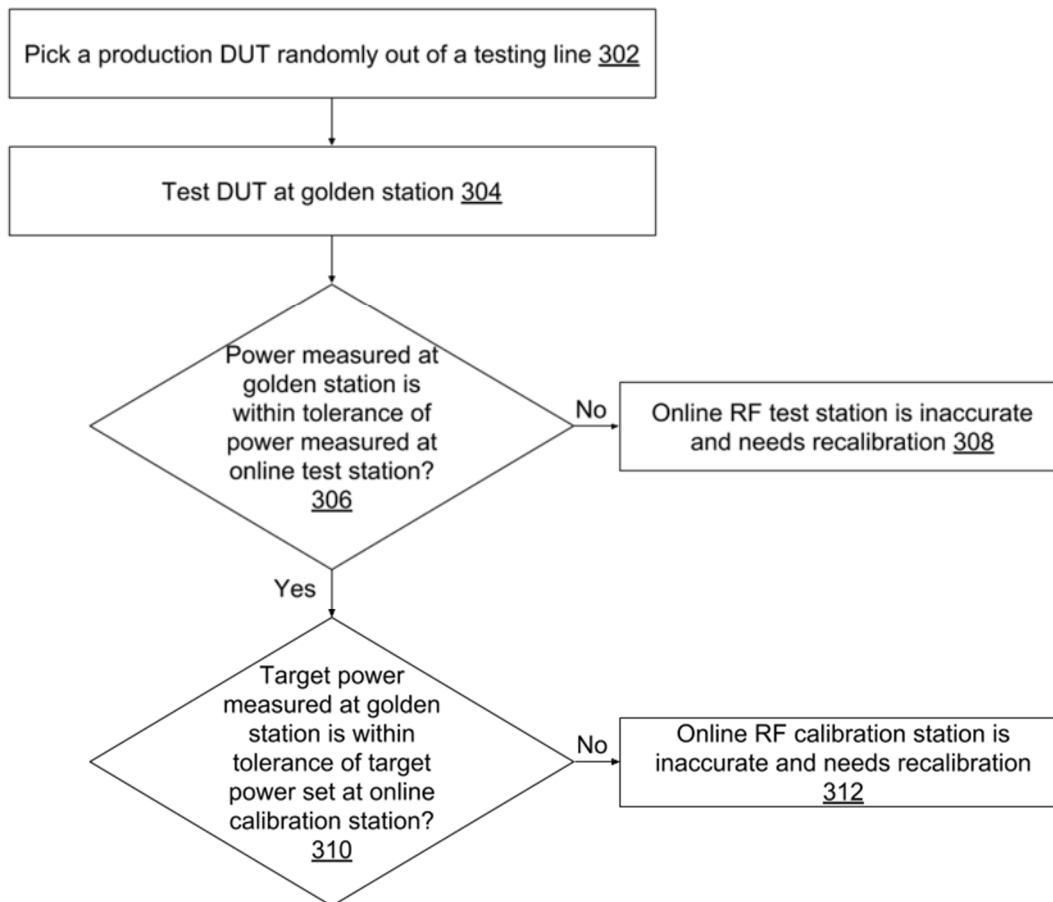 Pick a production DUT randomly out of a testing line 302
Test DUT at golden station 304
Power measured at
golden station is
within tolerance of
power measured at
online test station?
306
No
Online RF test station is inaccurate
and needs recalibration 308
Yes
Target power
measured at golden
station is within
tolerance of target
power set at online
calibration station?
310
No
Online RF calibration station is
inaccurate and needs recalibration
312